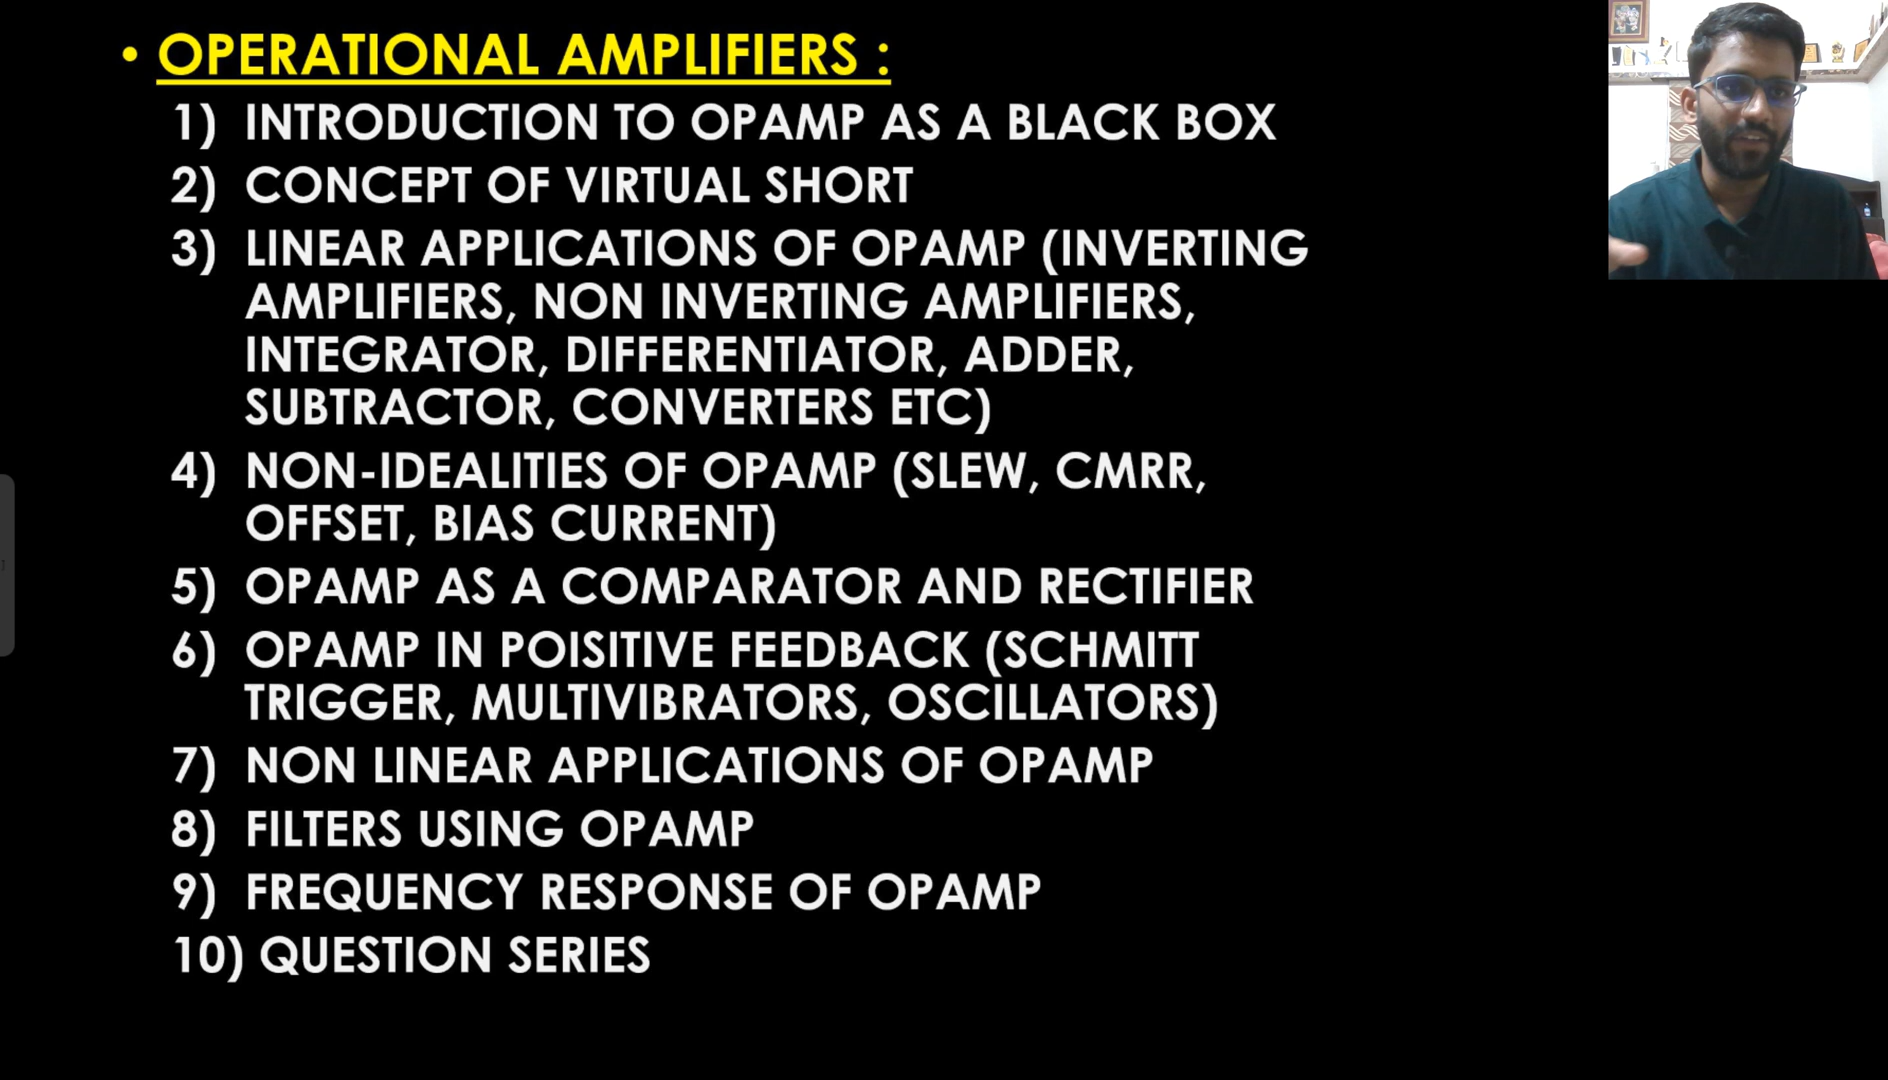 • OPERATIONAL AMPLIFIERS :
1) INTRODUCTION TO OPAMP AS A BLACK BOX
2) CONCEPT OF VIRTUAL SHORT
3) LINEAR APPLICATIONS OF OPAMP (INVERTING
AMPLIFIERS, NON INVERTING AMPLIFIERS,
INTEGRATOR, DIFFERENTIATOR, ADDER,
SUBTRACTOR, CONVERTERS ETC)
4) NON-IDEALITIES OF OPAMP (SLEW, CMRR,
OFFSET, BIAS CURRENT)
5) OPAMP AS A COMPARATOR AND RECTIFIER
6) OPAMP IN POISITIVE FEEDBACK (SCHMITT
TRIGGER, MULTIVIBRATORS, OSCILLATORS)
7) NON LINEAR APPLICATIONS OF OPAMP
8) FILTERS USING OPAMP
9) FREQUENCY RESPONSE OF OPAMP
10) QUESTION SERIES